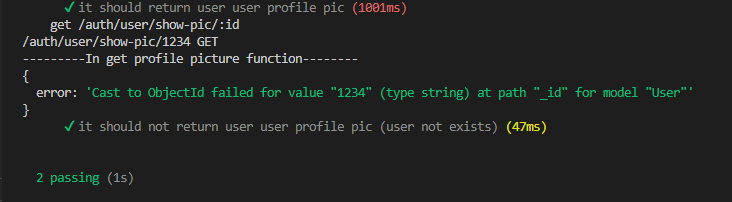 ✓ it should return user user profile pic (1001ms)
get /auth/user/show-pic/:id
/auth/user/show-pic/1234 GET
---------In get profile picture function--------
{
error: 'Cast to ObjectId failed for value "1234" (type string) at path "_id" for model "User"'
}
✓ it should not return user user profile pic (user not exists) (47ms)
2 passing (1s)